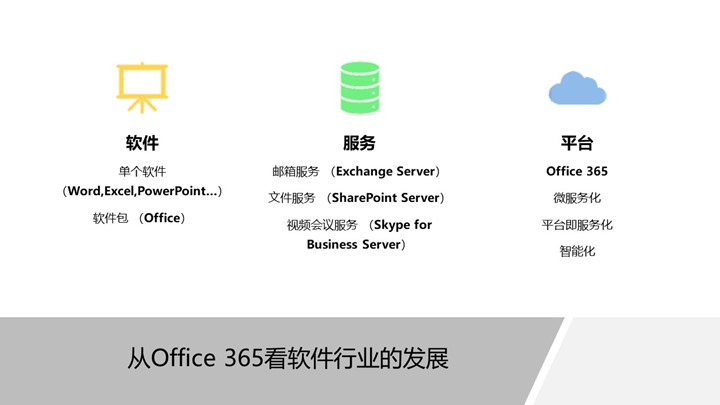 软件
单个软件
（Word,Excel,PowerPoint...）
软件包 （Office）
服务
邮箱服务 （Exchange Server）
文件服务 （SharePoint Server）
视频会议服务 （Skype for
Business Server）
平台
Office 365
微服务化
平台即服务化
智能化
从Office 365看软件行业的发展